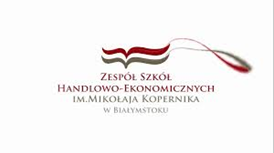 Zespół Szkół
Handlowo-Ekonomicznych
im. Mikołaja Kopernika
w Białymstoku